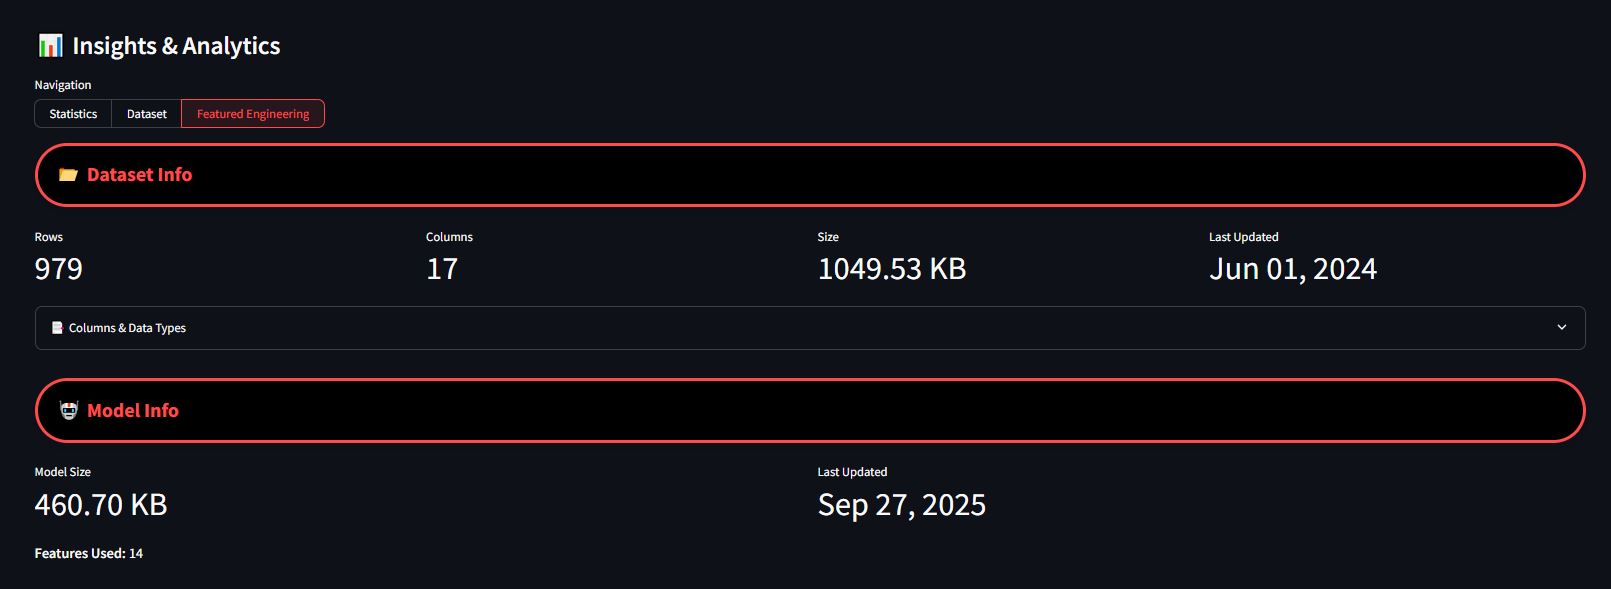 Insights & Analytics
Navigation
Statistics Dataset Featured Engineering
Dataset Info
Rows Columns Size Last Updated
979 17 1049.53 KB Jun 01, 2024
Columns & Data Types
Model Info
Model Size Last Updated
460.70 KB Sep 27, 2025
Features Used: 14